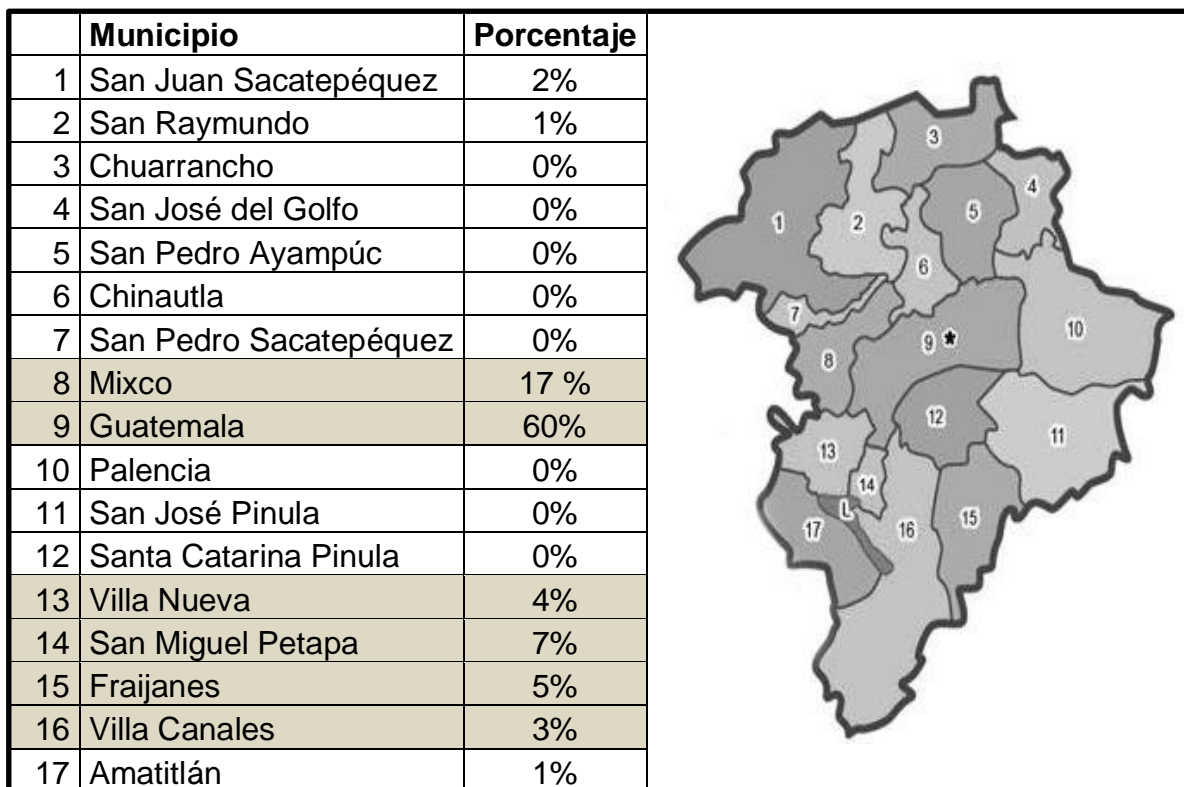 Municipio Porcentaje
1 San Juan Sacatepéquez 2%
2 San Raymundo 1%
3 Chuarrancho 0%
4 San José del Golfo 0%
5 San Pedro Ayampúc 0%
6 Chinautla 0%
7 San Pedro Sacatepéquez 0%
8 Mixco 17 %
9 Guatemala 60%
10 Palencia 0%
11 San José Pinula 0%
12 Santa Catarina Pinula 0%
13 Villa Nueva 4%
14 San Miguel Petapa 7%
15 Fraijanes 5%
16 Villa Canales 3%
17 Amatitlán 1%
3
4
1
2
5
6
7
10
9
8
12
11
13
14
L
17
16
15